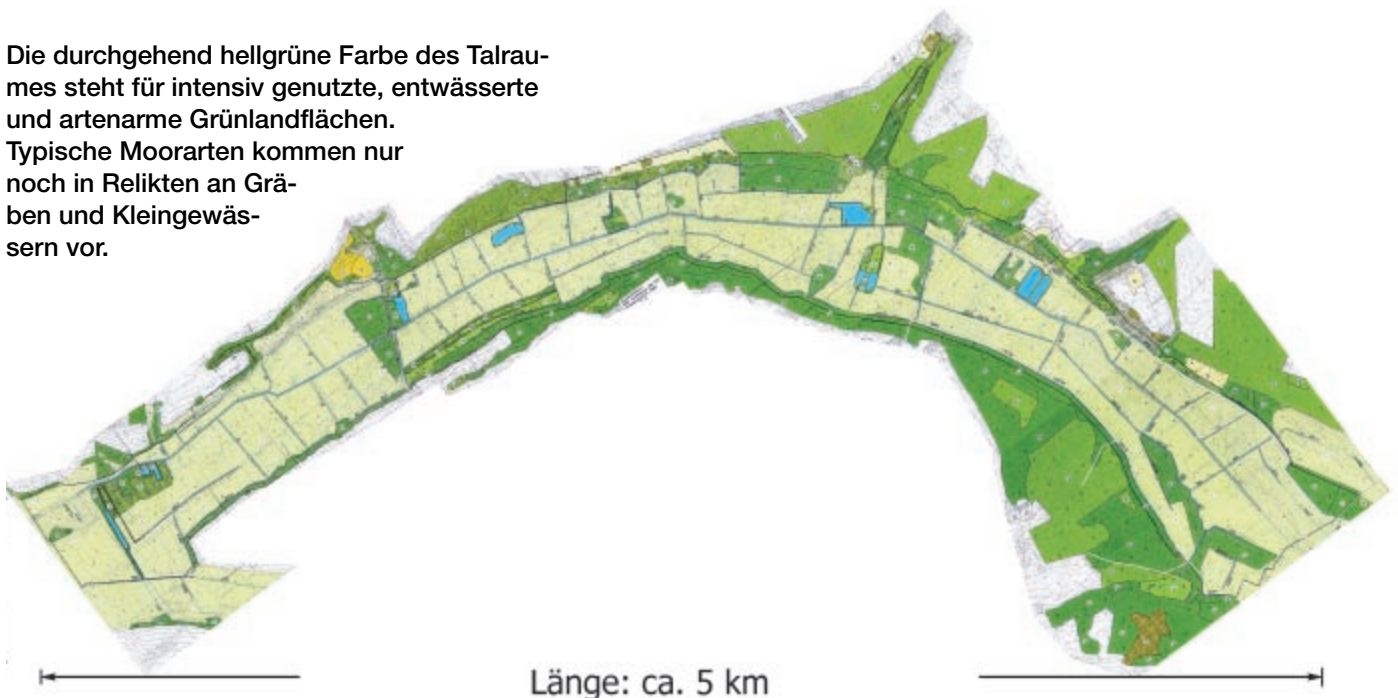 Die durchgehend hellgrüne Farbe des Talrau-
mes steht für intensiv genutzte, entwässerte
und artenarme Grünlandflächen.
Typische Moorarten kommen nur
noch in Relikten an Grä-
ben und Kleingewäs-
sern vor.
Länge: ca. 5 km